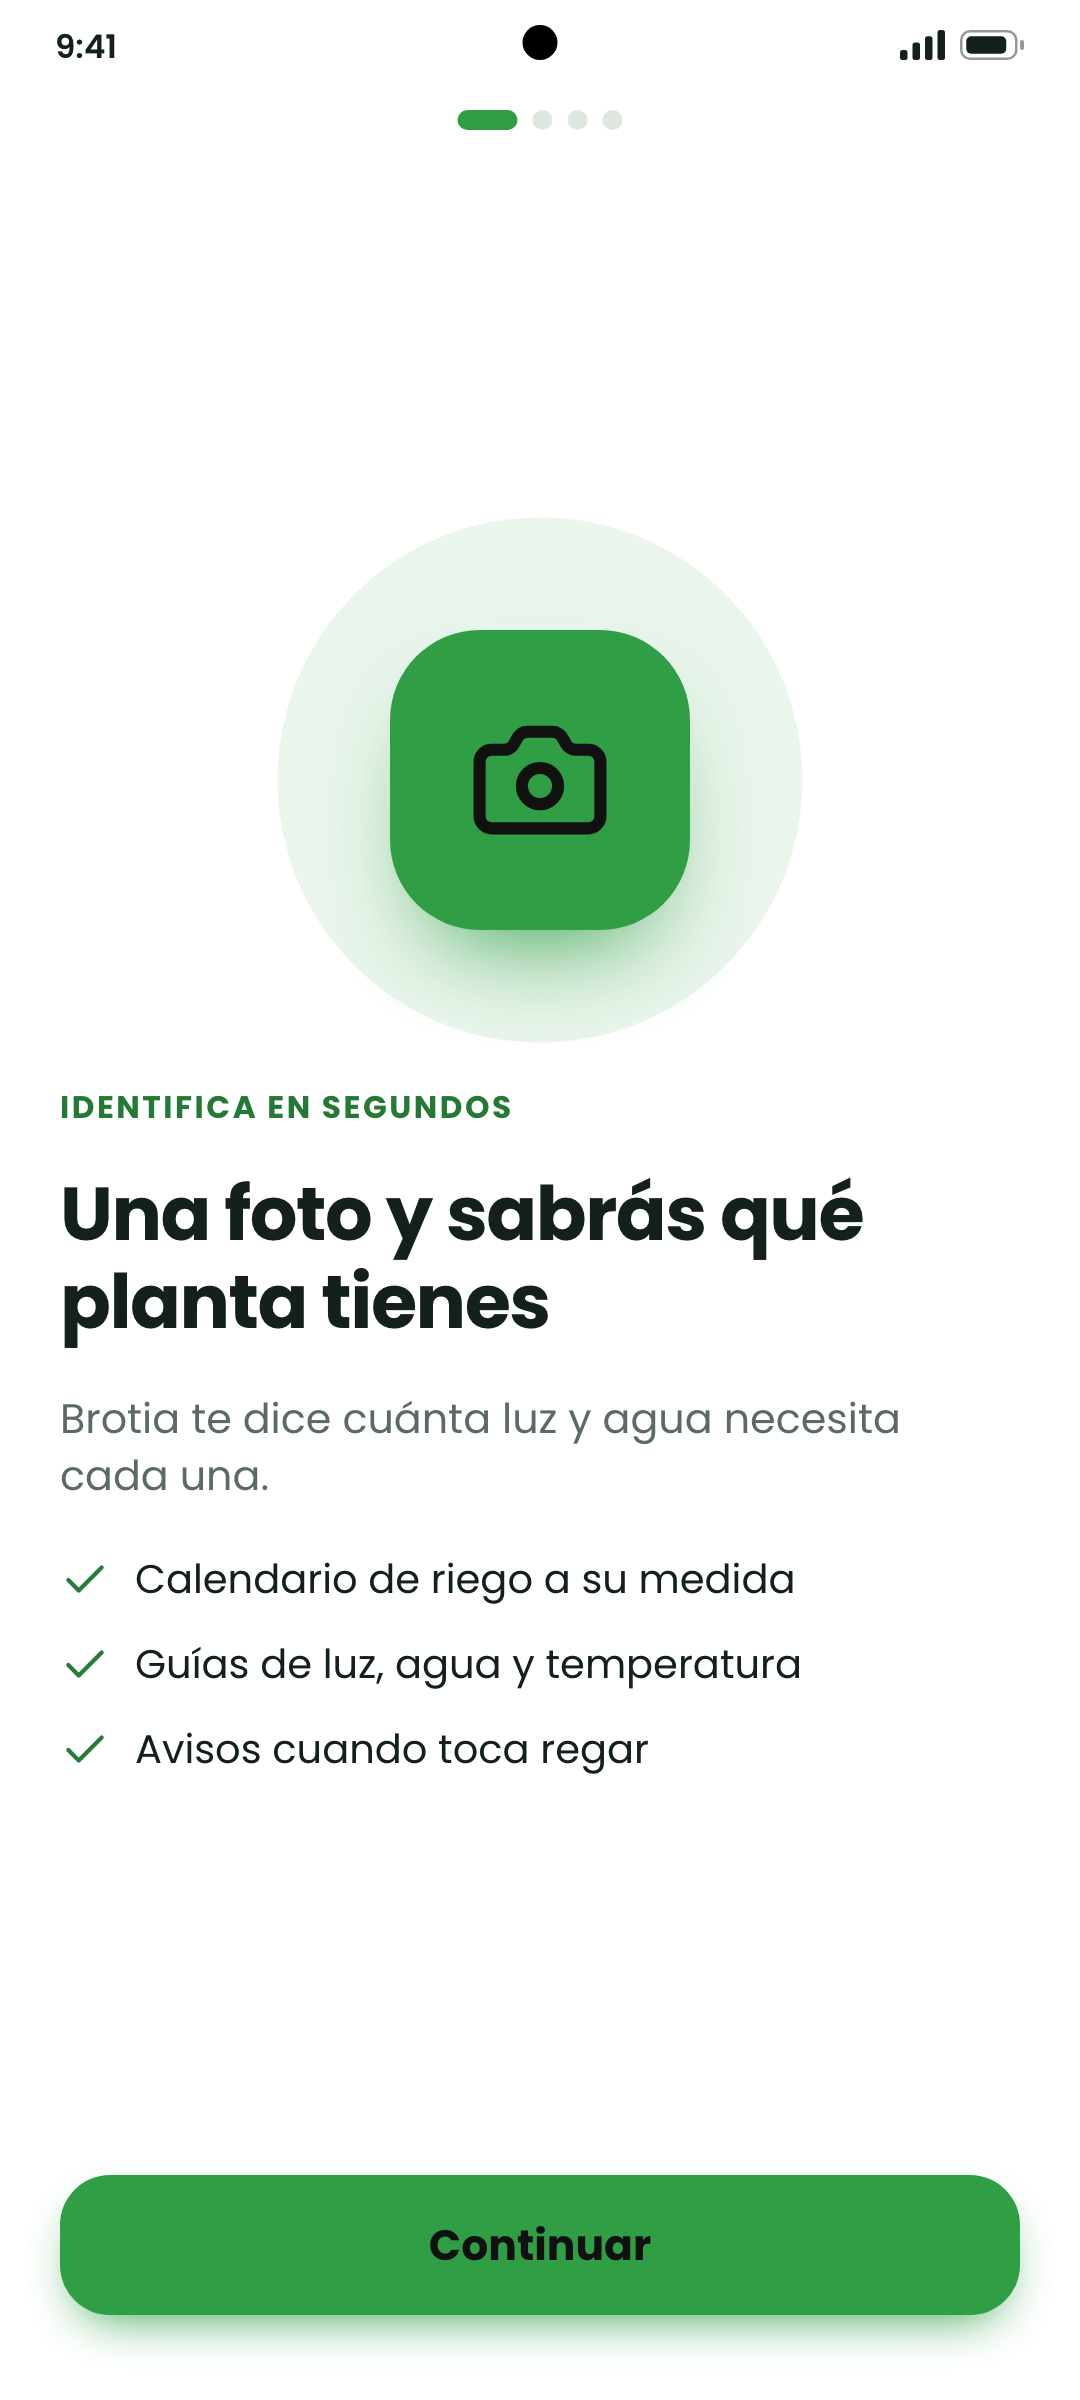 9:41
IDENTIFICA EN SEGUNDOS
Una foto y sabrás qué
planta tienes
Brotia te dice cuánta luz y agua necesita
cada una.
Calendario de riego a su medida
Guías de luz, agua y temperatura
Avisos cuando toca regar
Continuar